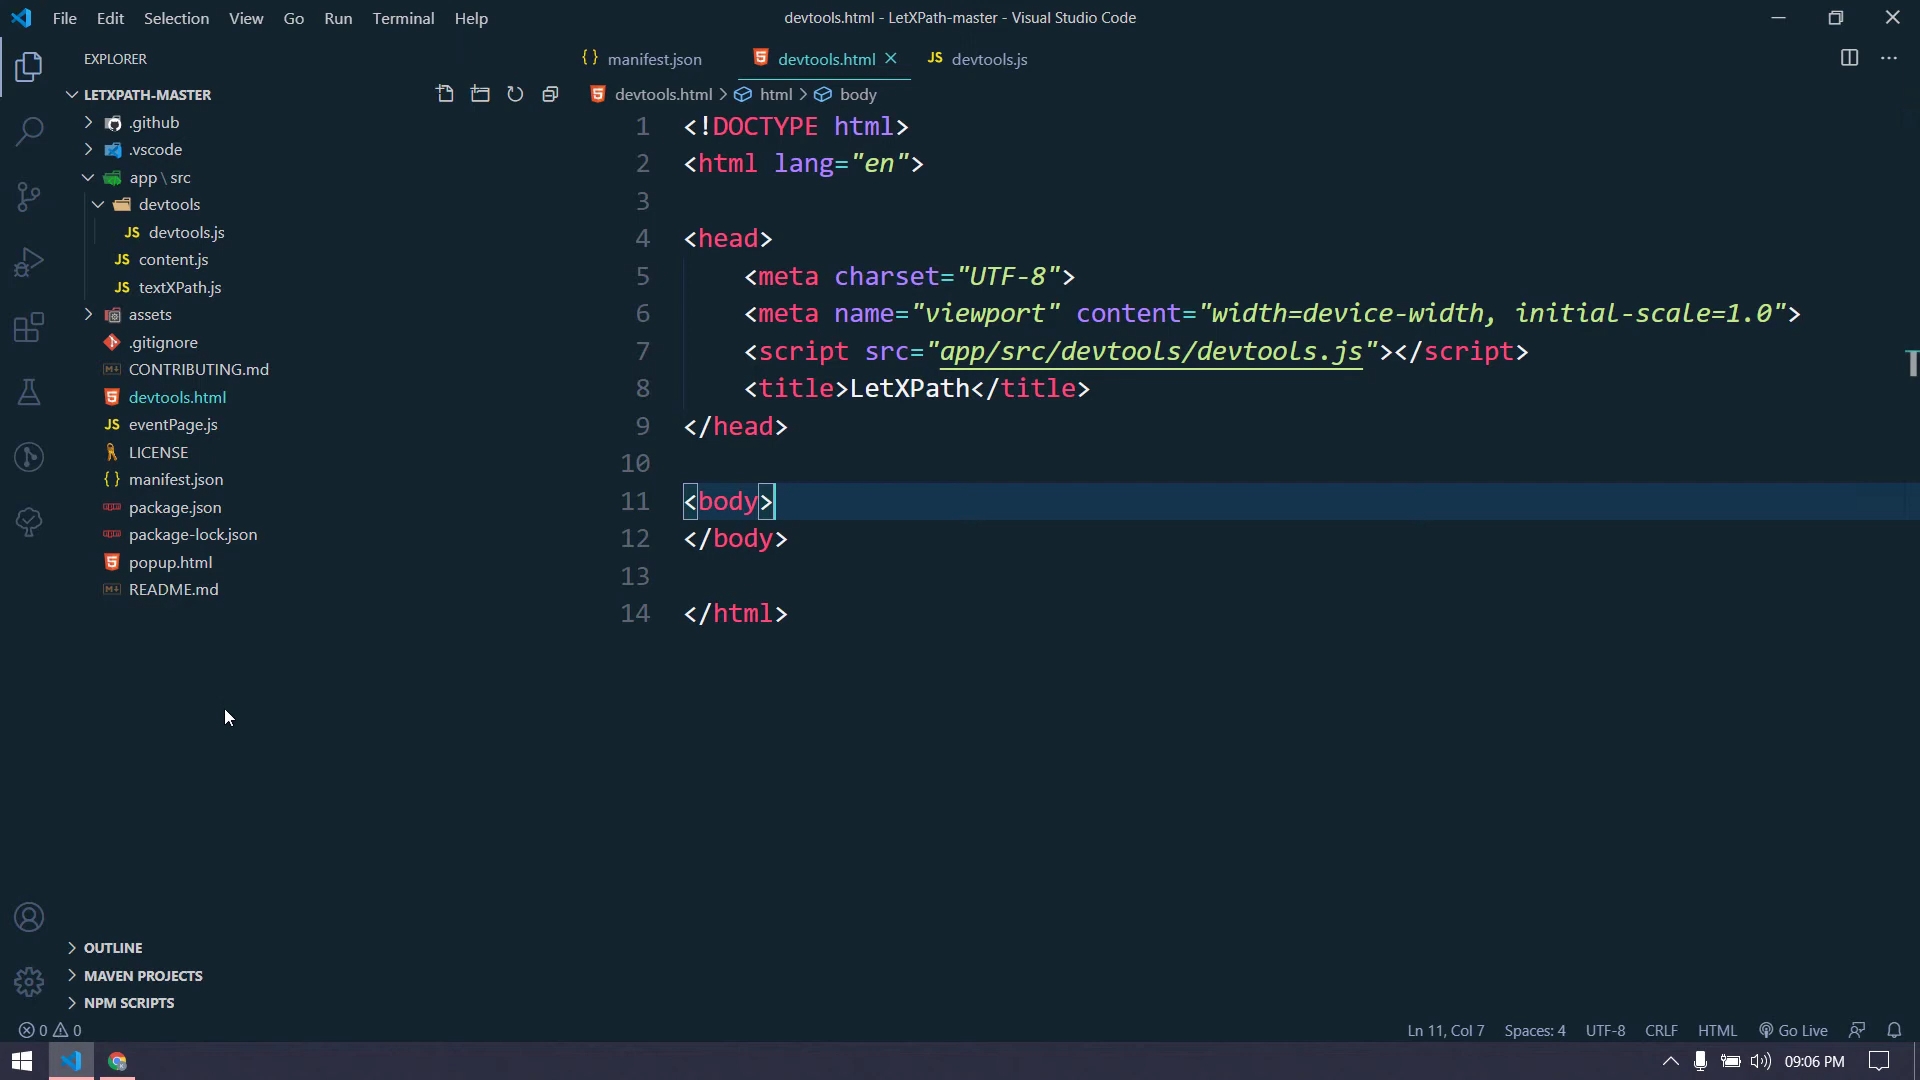 File Edit Selection View Go Run Terminal Help
devtools.html - LetXPath-master - Visual Studio Code
EXPLORER
LETXPATH-MASTER
.github
.vscode
app \ src
devtools
JS devtools.js
JS content.js
JS textXPath.js
assets
.gitignore
CONTRIBUTING.md
devtools.html
JS eventPage.js
LICENSE
{} manifest.json
package.json
package-lock.json
popup.html
README.md
OUTLINE
MAVEN PROJECTS
NPM SCRIPTS
{} manifest.json devtools.html JS devtools.js
devtools.html > html > body
1 <!DOCTYPE html>
2 <html lang="en">
3
4 <head>
5 <meta charset="UTF-8">
6 <meta name="viewport" content="width=device-width, initial-scale=1.0">
7 <script src="app/src/devtools/devtools.js"></script>
8 <title>LetXPath</title>
9 </head>
10
11 <body>
12 </body>
13
14 </html>
0 0
Ln 11, Col 7 Spaces: 4 UTF-8 CRLF HTML Go Live
09:06 PM